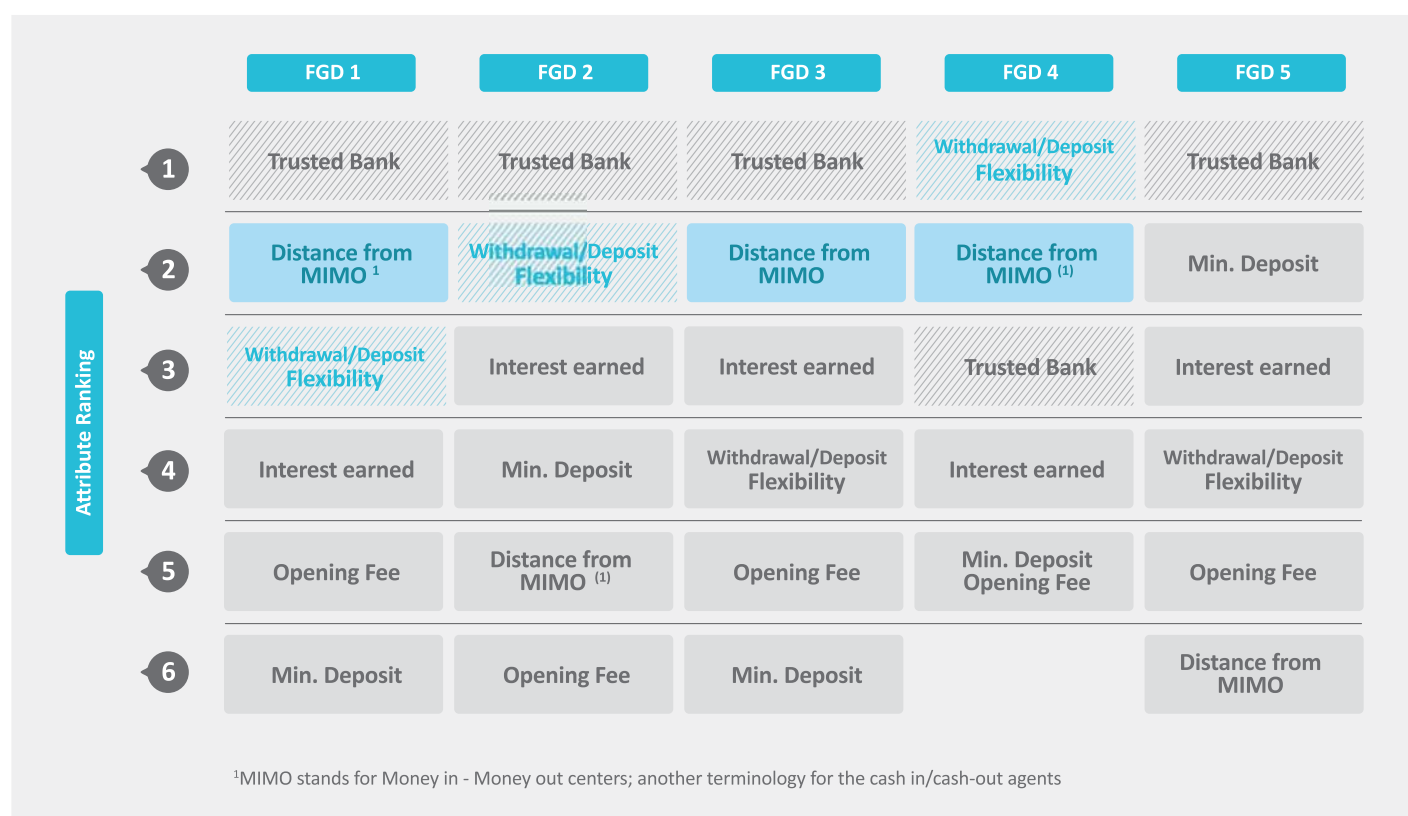 FGD 1
FGD 2
FGD 3
FGD 4
FGD 5
Attribute Ranking
1
Trusted Bank
Trusted Bank
Trusted Bank
Withdrawal/Deposit
Flexibility
Trusted Bank
2
Distance from
MIMO 1
Withdrawal/Deposit
Flexibility
Distance from
MIMO
Distance from
MIMO (1)
Min. Deposit
3
Withdrawal/Deposit
Flexibility
Interest earned
Interest earned
Trusted Bank
Interest earned
4
Interest earned
Min. Deposit
Withdrawal/Deposit
Flexibility
Interest earned
Withdrawal/Deposit
Flexibility
5
Opening Fee
Distance from
MIMO (1)
Opening Fee
Min. Deposit
Opening Fee
Opening Fee
6
Min. Deposit
Opening Fee
Min. Deposit
Distance from
MIMO
1MIMO stands for Money in - Money out centers; another terminology for the cash in/cash-out agents